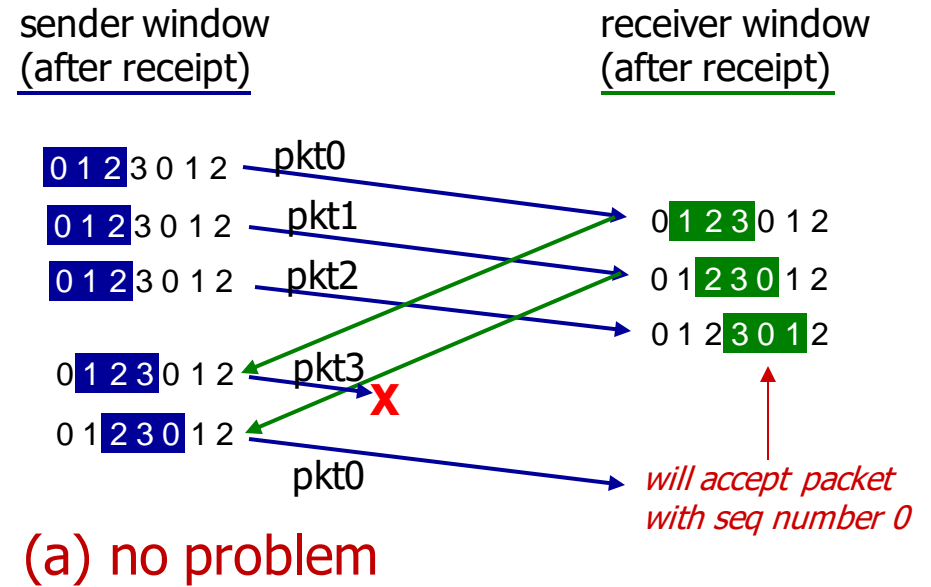 sender window
(after receipt)
receiver window
(after receipt)
0 1 2 3 0 1 2
pkt0
0 1 2 3 0 1 2
pkt1
0 1 2 3 0 1 2
0 1 2 3 0 1 2
pkt2
0 1 2 3 0 1 2
0 1 2 3 0 1 2
0 1 2 3 0 1 2
pkt3
X
0 1 2 3 0 1 2
pkt0
will accept packet
with seq number 0
(a) no problem